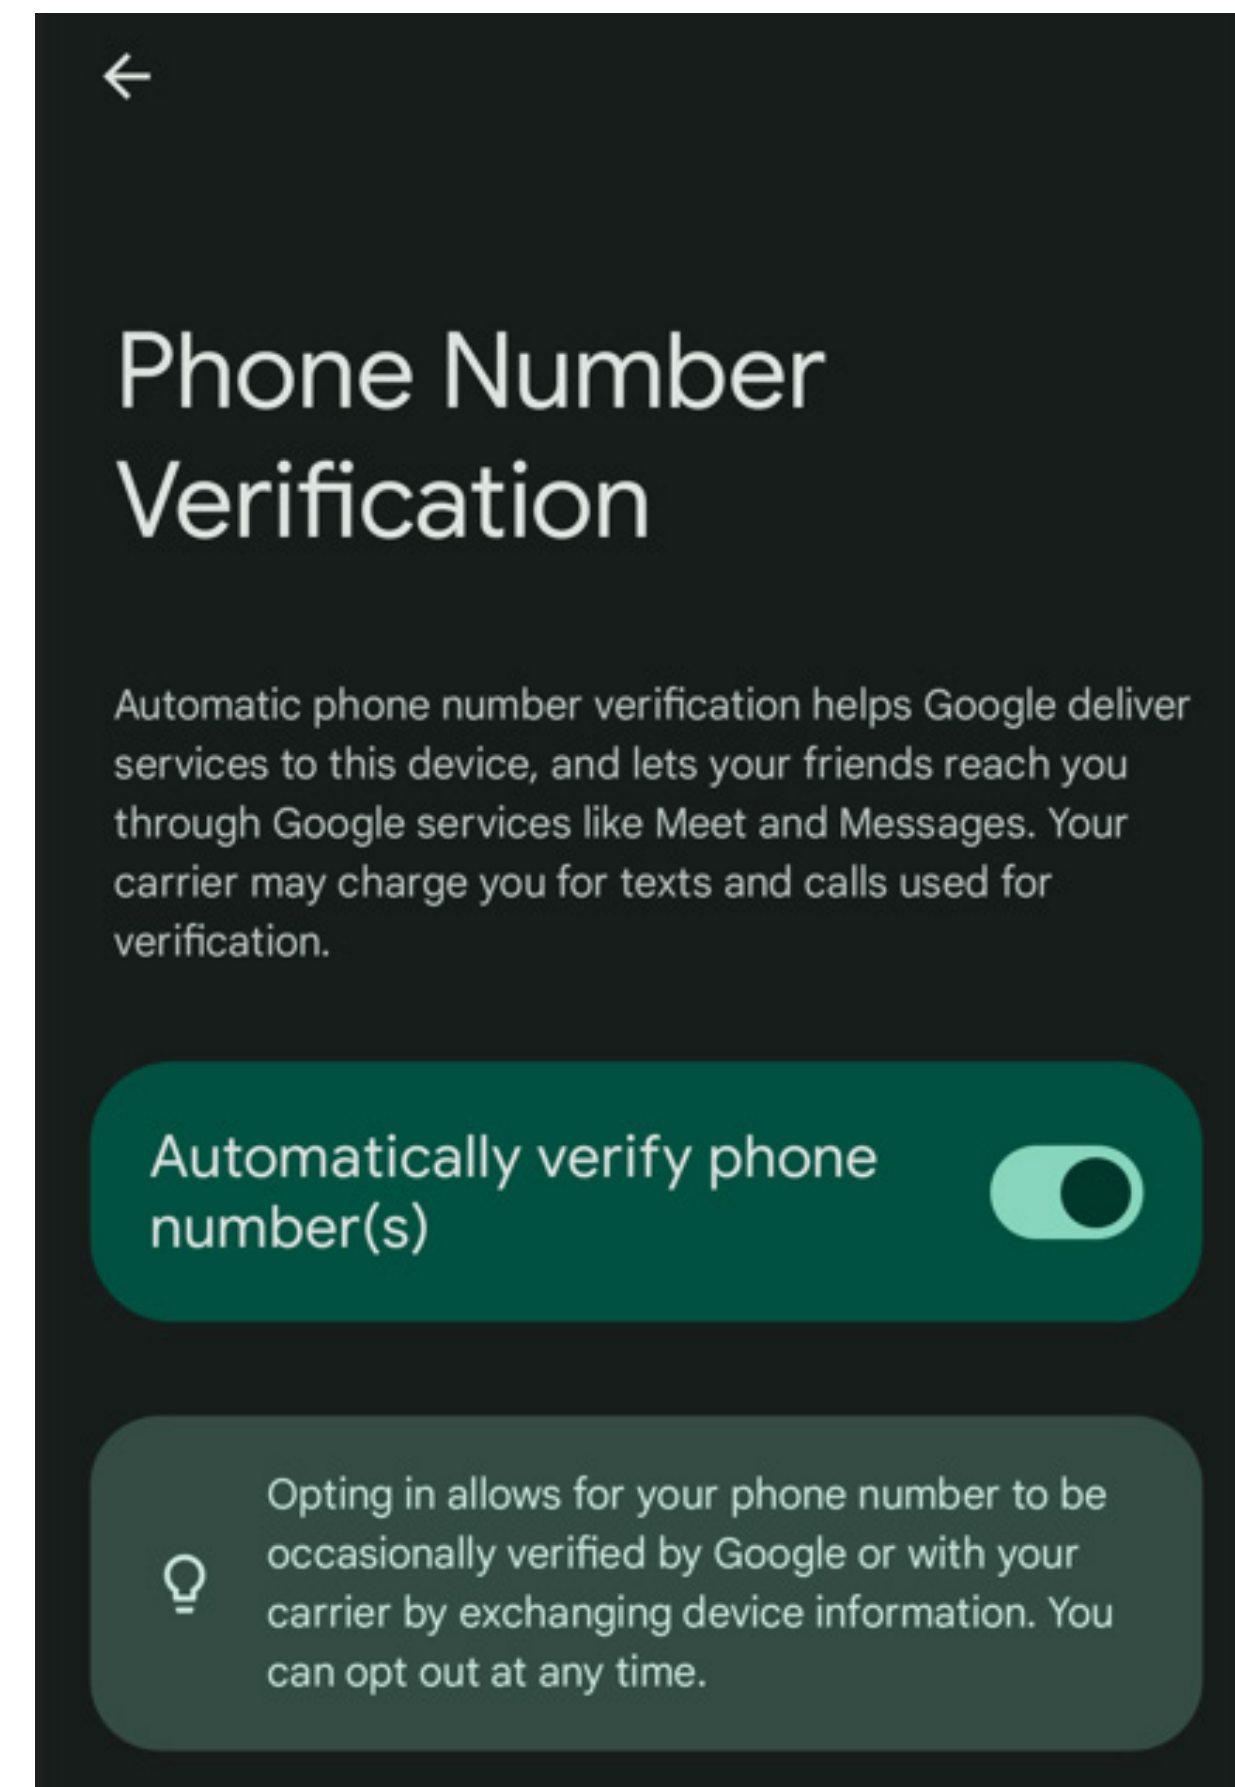 Phone Number
Verification
Automatic phone number verification helps Google deliver
services to this device, and lets your friends reach you
through Google services like Meet and Messages. Your
carrier may charge you for texts and calls used for
verification.
Automatically verify phone
number(s)
Opting in allows for your phone number to be
occasionally verified by Google or with your
carrier by exchanging device information. You
can opt out at any time.